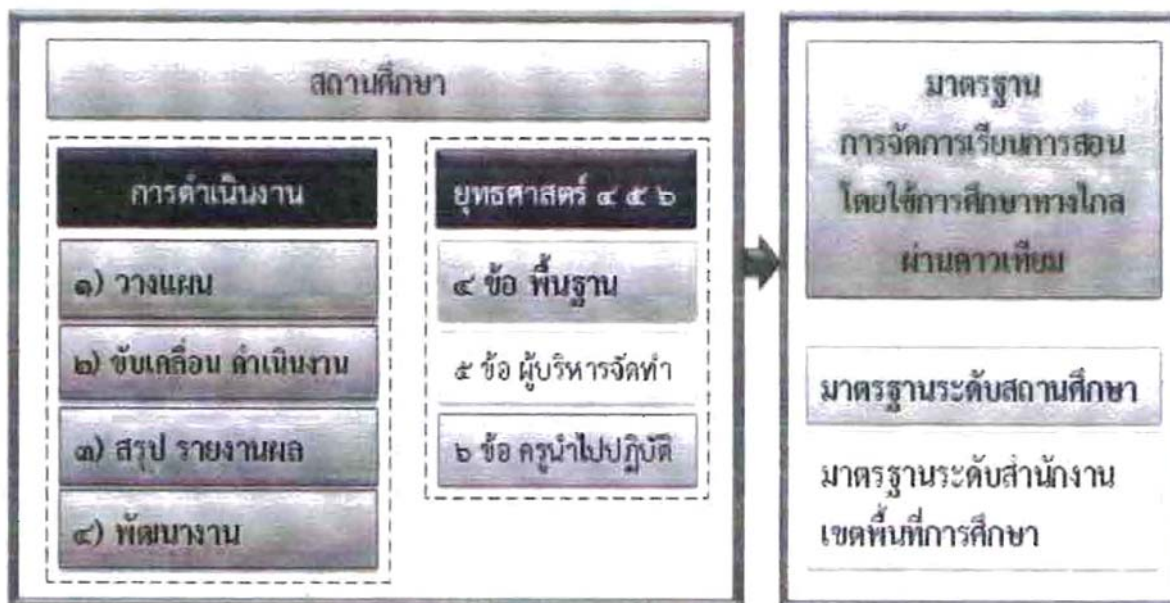 สถานศึกษา
การดำเนินงาน
๑) วางแผน
๒) ขับเคลื่อน ดำเนินงาน
๓) สรุป รายงานผล
๔) พัฒนางาน
ยุทธศาสตร์ ๔ ๕ ๖
๔ ข้อ พื้นฐาน
๕ ข้อ ผู้บริหารจัดทำ
๖ ข้อ ครูนำไปปฏิบัติ
มาตรฐาน
การจัดการเรียนการสอน
โดยใช้การศึกษาทางไกล
ผ่านดาวเทียม
มาตรฐานระดับสถานศึกษา
มาตรฐานระดับสำนักงาน
เขตพื้นที่การศึกษา